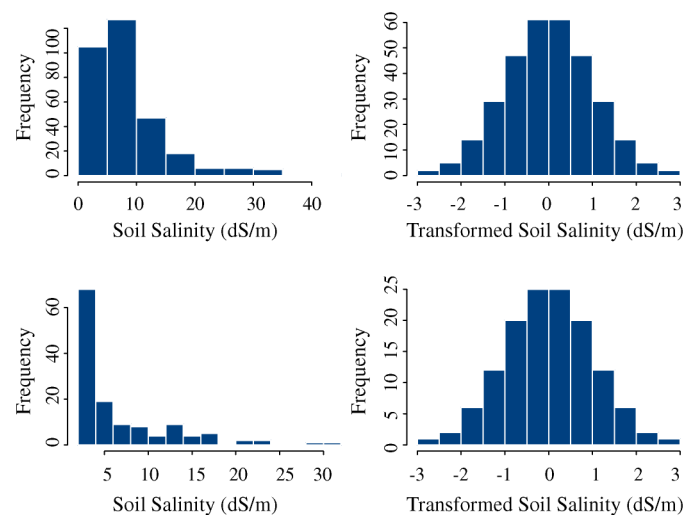 Frequency
0 20 40 60 80 100
0 10 20 30 40
Soil Salinity (dS/m)
Frequency
0 10 20 30 40 50 60
-3 -2 -1 0 1 2 3
Transformed Soil Salinity (dS/m)
Frequency
0 20 40 60
5 10 15 20 25 30
Soil Salinity (dS/m)
Frequency
0 5 10 15 20 25
-3 -2 -1 0 1 2 3
Transformed Soil Salinity (dS/m)